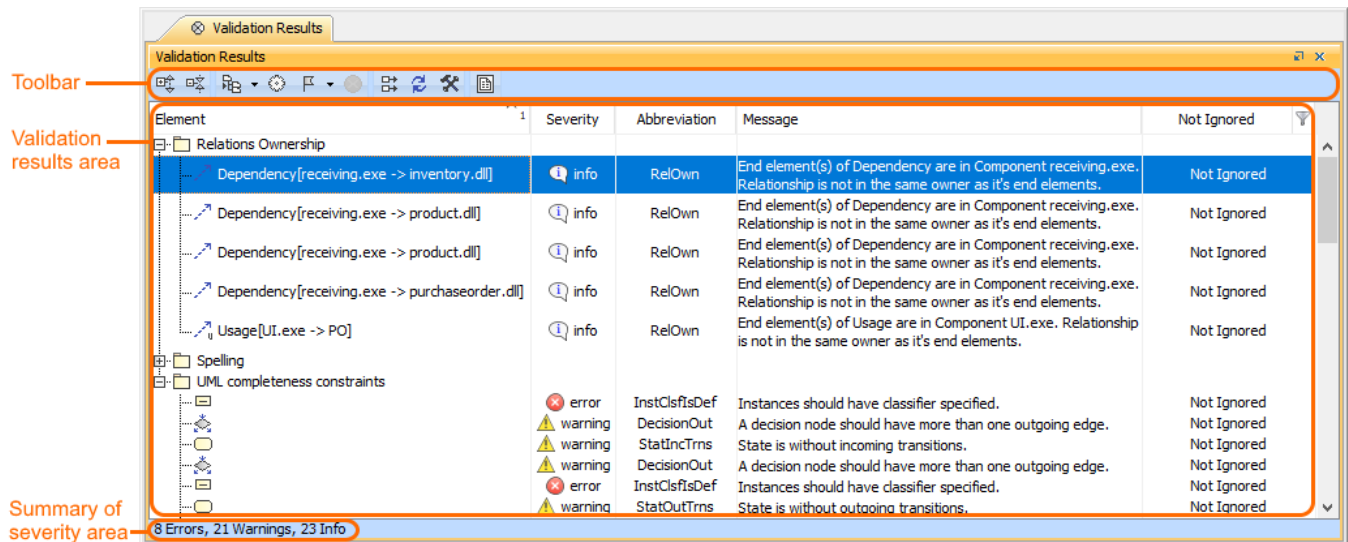 Validation Results
Validation Results
Toolbar
Element 1 Severity Abbreviation Message Not Ignored
Validation
results area
Relations Ownership
Dependency[receiving.exe -> inventory.dll] info RelOwn End element(s) of Dependency are in Component receiving.exe. Not Ignored
Relationship is not in the same owner as it's end elements.
Dependency[receiving.exe -> product.dll] info RelOwn End element(s) of Dependency are in Component receiving.exe. Not Ignored
Relationship is not in the same owner as it's end elements.
Dependency[receiving.exe -> product.dll] info RelOwn End element(s) of Dependency are in Component receiving.exe. Not Ignored
Relationship is not in the same owner as it's end elements.
Dependency[receiving.exe -> purchaseorder.dll] info RelOwn End element(s) of Dependency are in Component receiving.exe. Not Ignored
Relationship is not in the same owner as it's end elements.
Usage[UI.exe -> PO] info RelOwn End element(s) of Usage are in Component UI.exe. Relationship Not Ignored
is not in the same owner as it's end elements.
Spelling
UML completeness constraints
error InstClsfIsDef Instances should have classifier specified. Not Ignored
warning DecisionOut A decision node should have more than one outgoing edge. Not Ignored
warning StatIncTrns State is without incoming transitions. Not Ignored
warning DecisionOut A decision node should have more than one outgoing edge. Not Ignored
error InstClsfIsDef Instances should have classifier specified. Not Ignored
warning StatOutTrns State is without outgoing transitions. Not Ignored
Summary of
severity area
8 Errors, 21 Warnings, 23 Info